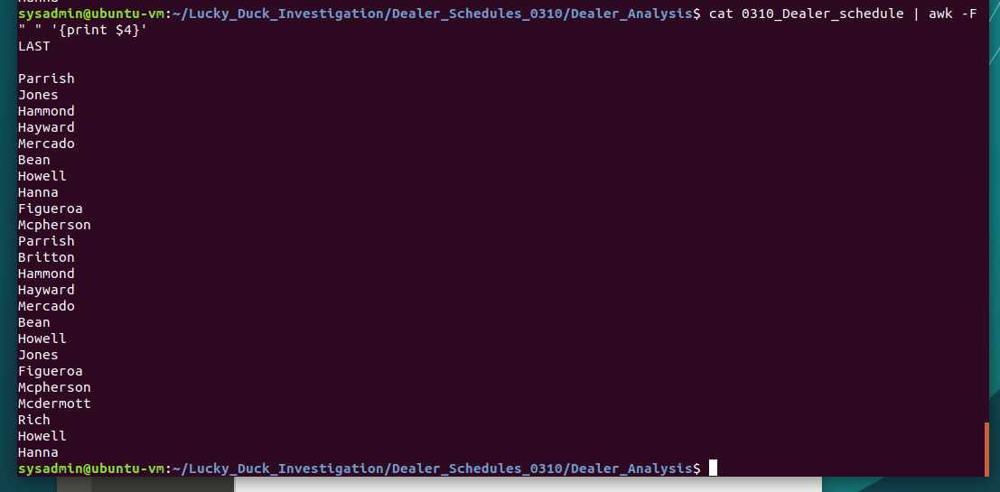 sysadmin@ubuntu-vm:~/Lucky_Duck_Investigation/Dealer_Schedules_0310/Dealer_Analysis$ cat 0310_Dealer_schedule | awk -F
" " '{print $4}'
LAST
Parrish
Jones
Hammond
Hayward
Mercado
Bean
Howell
Hanna
Figueroa
Mcpherson
Parrish
Britton
Hammond
Hayward
Mercado
Bean
Howell
Jones
Figueroa
Mcpherson
Mcdermott
Rich
Howell
Hanna
sysadmin@ubuntu-vm:~/Lucky_Duck_Investigation/Dealer_Schedules_0310/Dealer_Analysis$